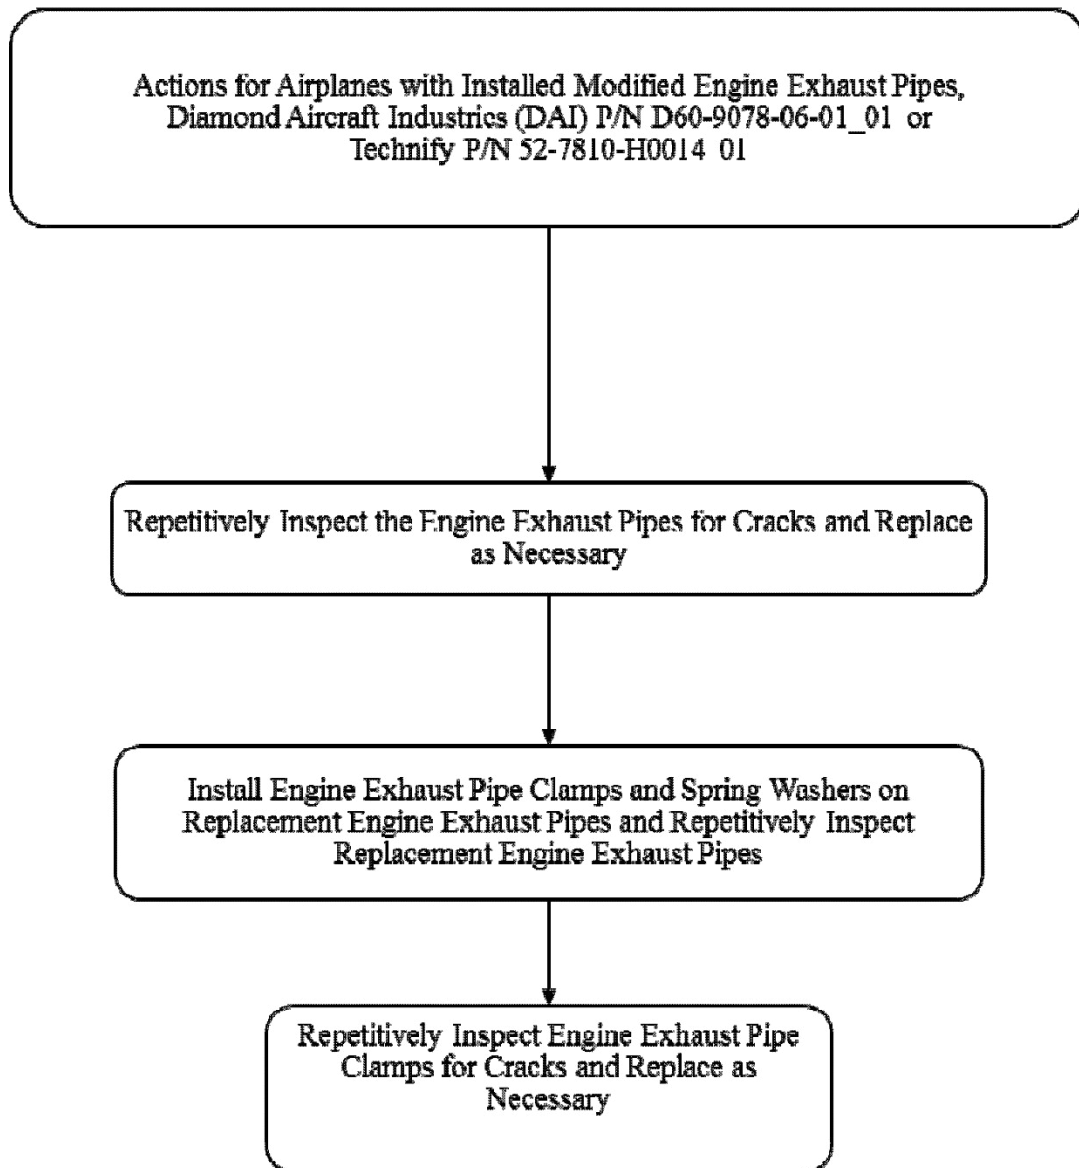 Actions for Airplanes with Installed Modified Engine Exhaust Pipes,
Diamond Aircraft Industries (DAI) P/N D60-9078-06-01_01 or
Technify P/N 52-7810-H0014 01
Repetitively Inspect the Engine Exhaust Pipes for Cracks and Replace
as Necessary
Install Engine Exhaust Pipe Clamps and Spring Washers on
Replacement Engine Exhaust Pipes and Repetitively Inspect
Replacement Engine Exhaust Pipes
Repetitively Inspect Engine Exhaust Pipe
Clamps for Cracks and Replace as
Necessary